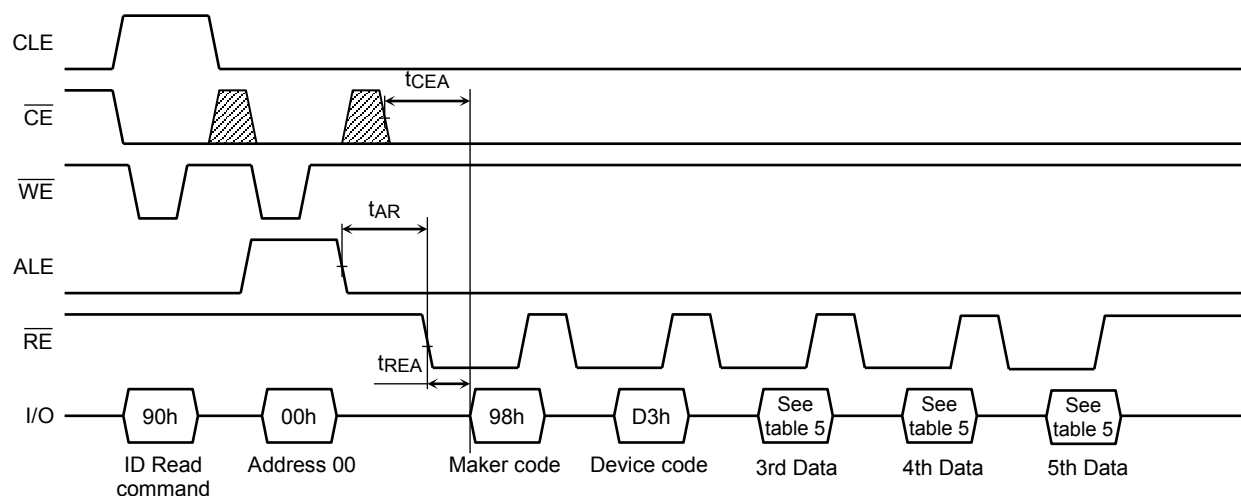 CLE
tCEA
CE
WE
tAR
ALE
RE
tREA
I/O
90h
00h
98h
D3h
See
table 5
See
table 5
See
table 5
ID Read
command
Address 00
Maker code
Device code
3rd Data
4th Data
5th Data